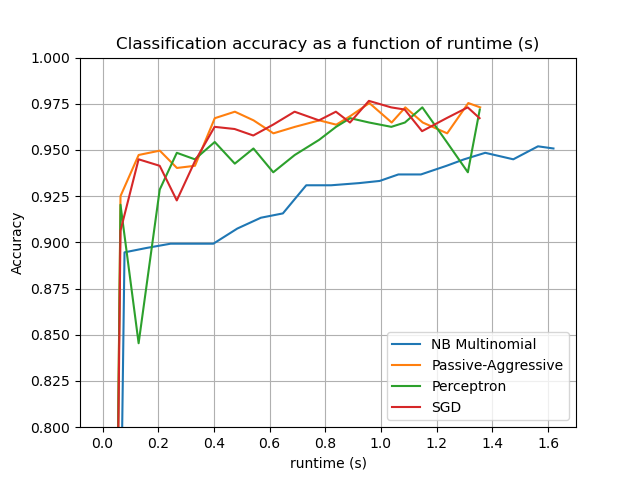 Classification accuracy as a function of runtime (s)
1.000
0.975
0.950
0.925
0.900
0.875
0.850
0.825
0.800
Accuracy
NB Multinomial
Passive-Aggressive
Perceptron
SGD
0.0 0.2 0.4 0.6 0.8 1.0 1.2 1.4 1.6
runtime (s)